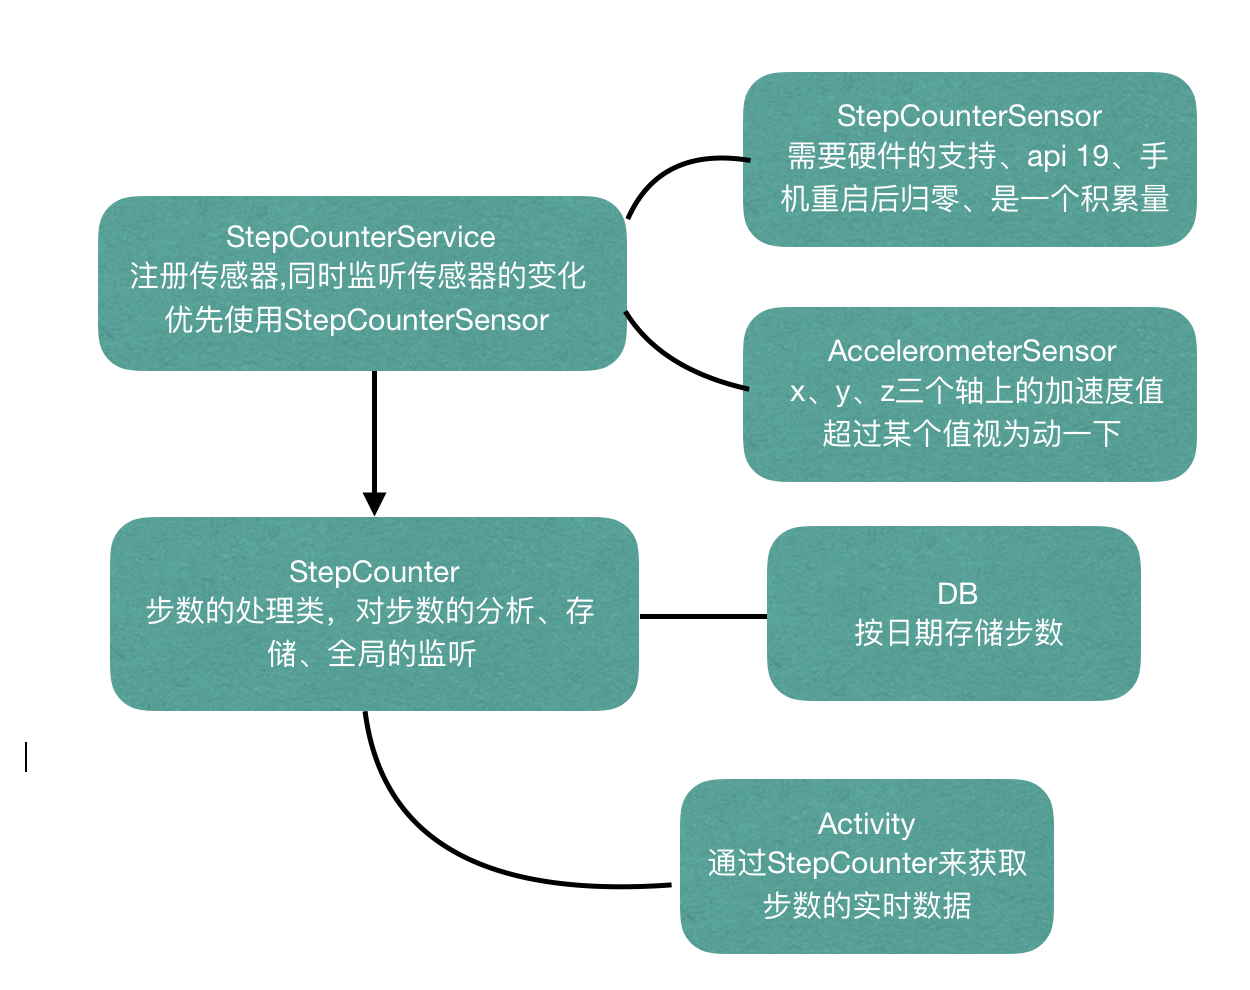 StepCounterSensor
需要硬件的支持、api 19、手
机重启后归零、是一个积累量
StepCounterService
注册传感器,同时监听传感器的变化
优先使用StepCounterSensor
AccelerometerSensor
x、y、z三个轴上的加速度值
超过某个值视为动一下
StepCounter
步数的处理类，对步数的分析、存
储、全局的监听
DB
按日期存储步数
Activity
通过StepCounter来获取
步数的实时数据